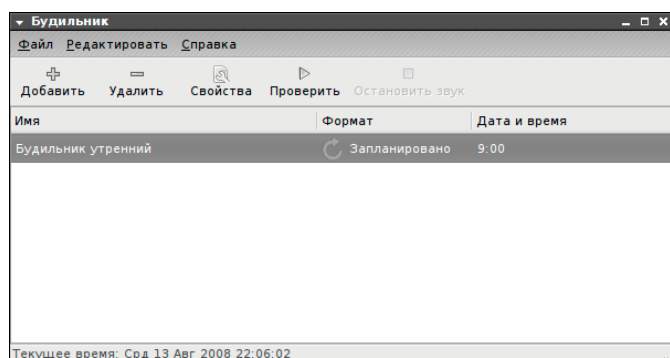 Будильник
Файл Редактировать Справка
Добавить Удалить Свойства Проверить Остановить звук
Имя Формат Дата и время
Будильник утренний Запланировано 9:00
Текущее время: Срд 13 Авг 2008 22:06:02